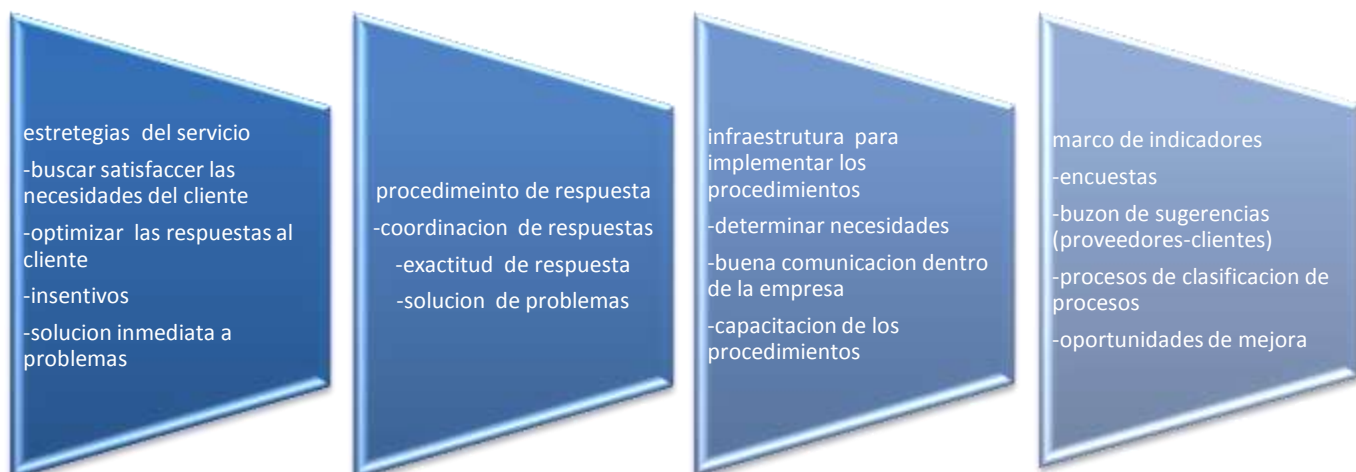 estretegias del servicio
-buscar satisfaccer las
necesidades del cliente
-optimizar las respuestas al
cliente
-insentivos
-solucion inmediata a
problemas
procedimeinto de respuesta
-coordinacion de respuestas
-exactitud de respuesta
-solucion de problemas
infraestrutura para
implementar los
procedimientos
-determinar necesidades
-buena comunicacion dentro
de la empresa
-capacitacion de los
procedimientos
marco de indicadores
-encuestas
-buzon de sugerencias
(proveedores-clientes)
-procesos de clasificacion de
procesos
-oportunidades de mejora